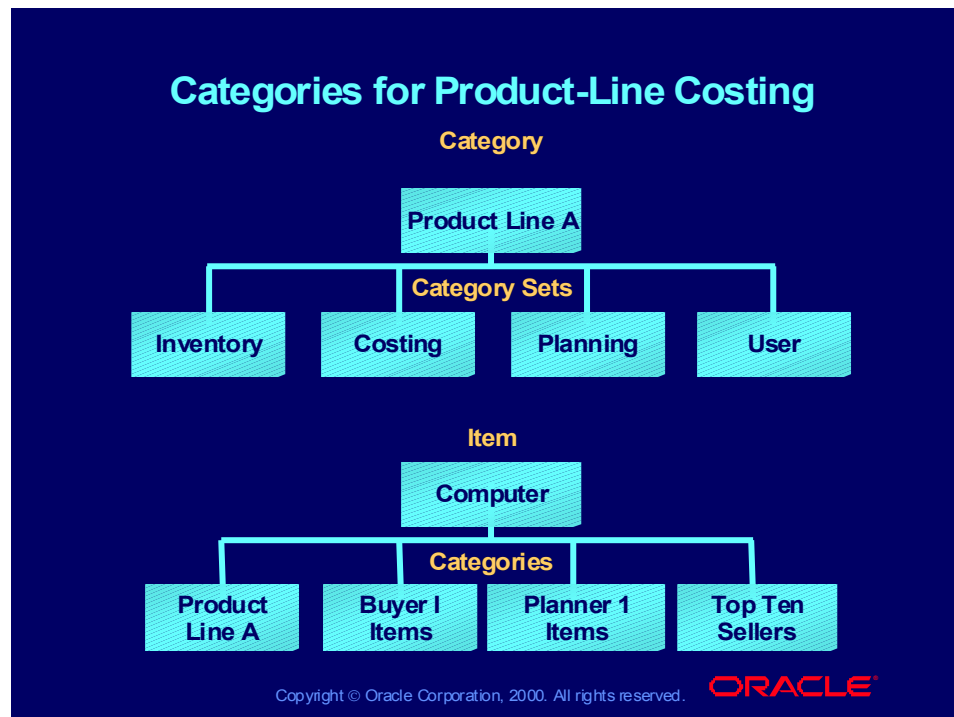 Categories for Product-Line Costing
Category
Product Line A
Category Sets
Inventory
Costing
Planning
User
Item
Computer
Categories
Product
Line A
Buyer I
Items
Planner 1
Items
Top Ten
Sellers
Copyright © Oracle Corporation, 2000. All rights reserved.
ORACLE®